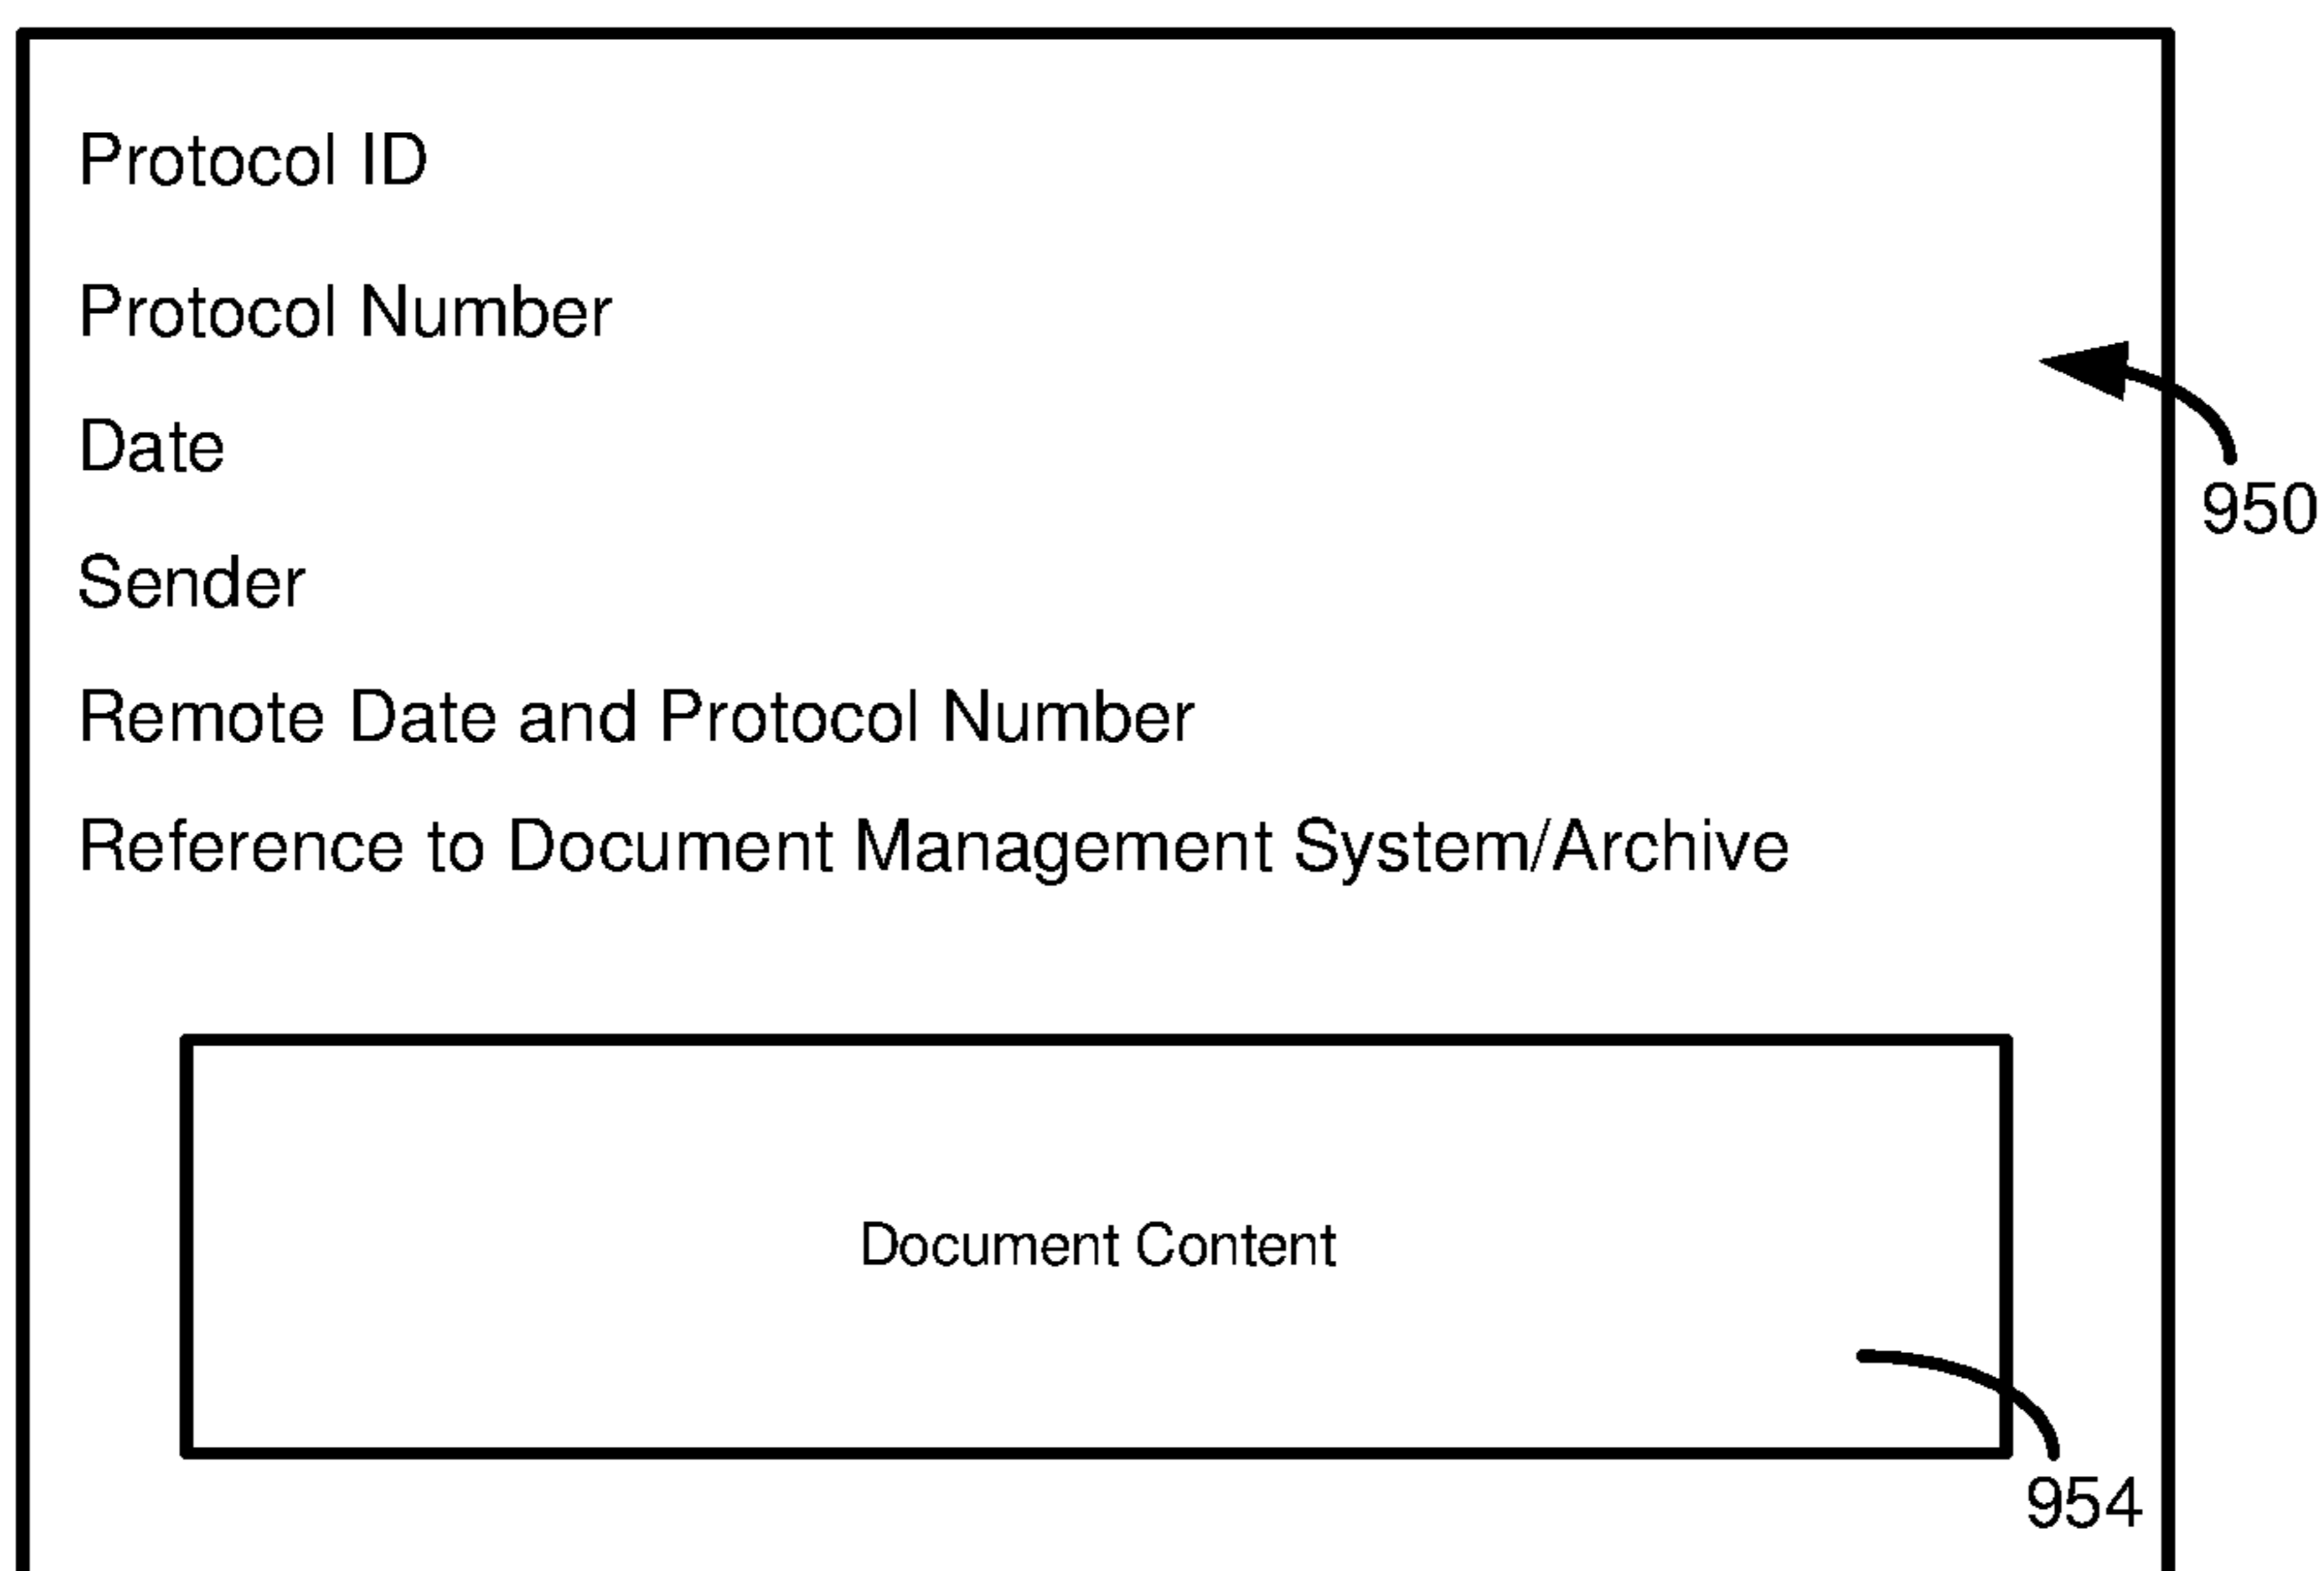 Protocol ID
Protocol Number
Date
950
Sender
Remote Date and Protocol Number
Reference to Document Management System/Archive
Document Content
954